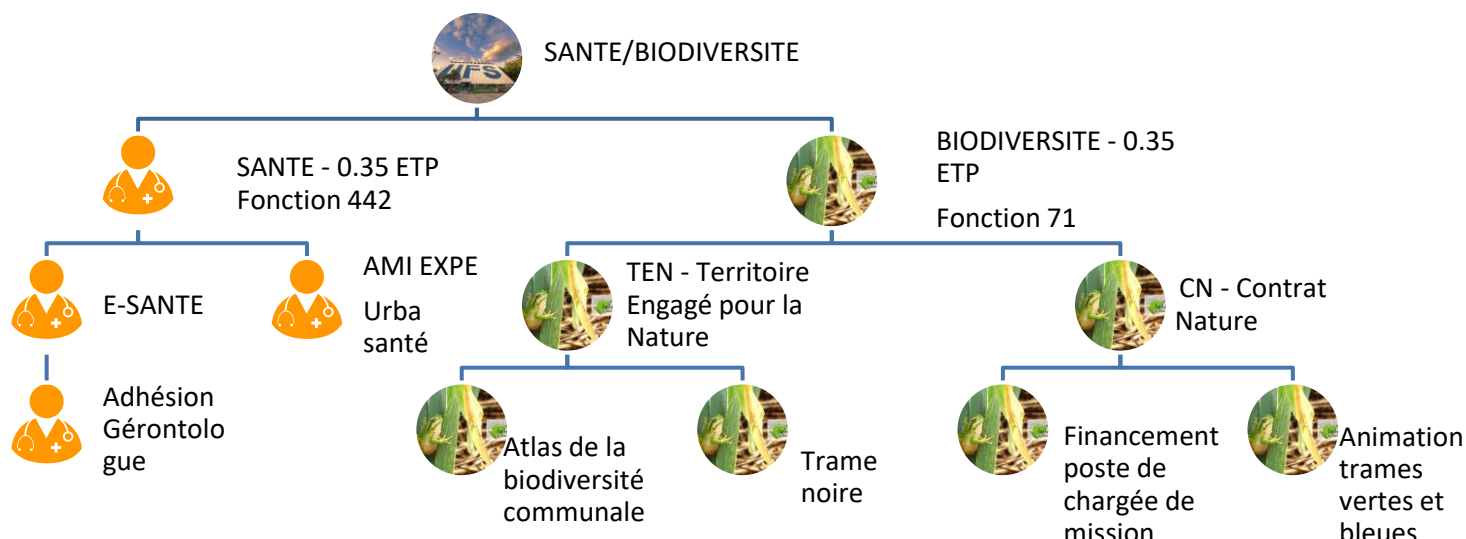 SANTE/BIODIVERSITE
SANTE - 0.35 ETP
Fonction 442
BIODIVERSITE - 0.35
ETP
Fonction 71
E-SANTE
AMI EXPE
Urba
santé
TEN - Territoire
Engagé pour la
Nature
CN - Contrat
Nature
Adhésion
Gérontolo
gue
Atlas de la
biodiversité
communale
Trame
noire
Financement
poste de
chargée de
mission
Animation
trames
vertes et
bleues